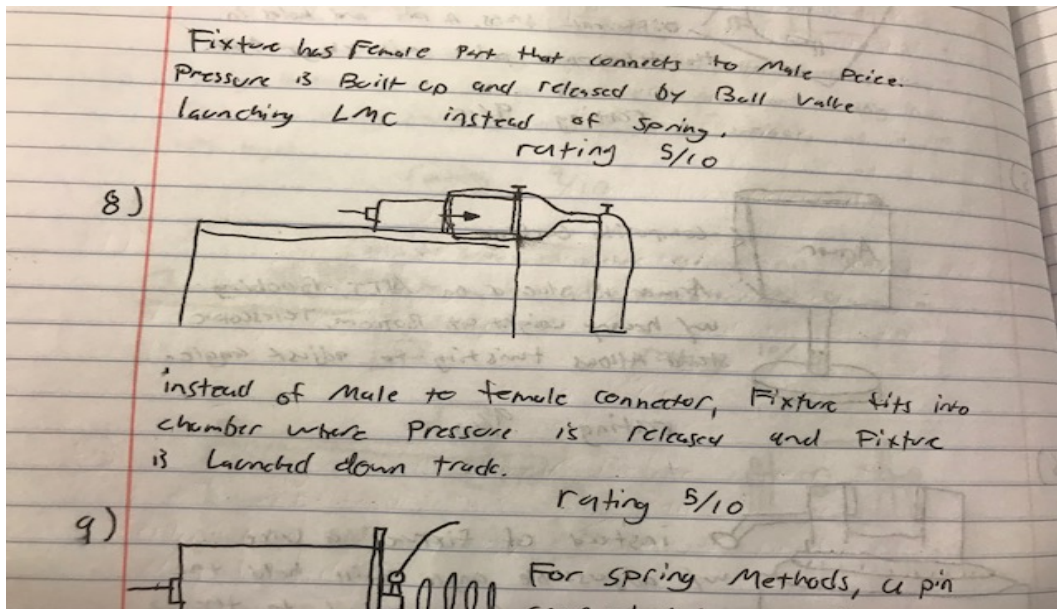 Fixture has Female Part that connects to Male Peice.
Pressure is Built up and released by Ball Valve
launching LMC instead of spring.
rating 5/10
8)
instead of Male to female connector, Fixture fits into
chamber where Pressure is released and Fixture
is Launched down track.
rating 5/10
9)
For spring Methods, a pin